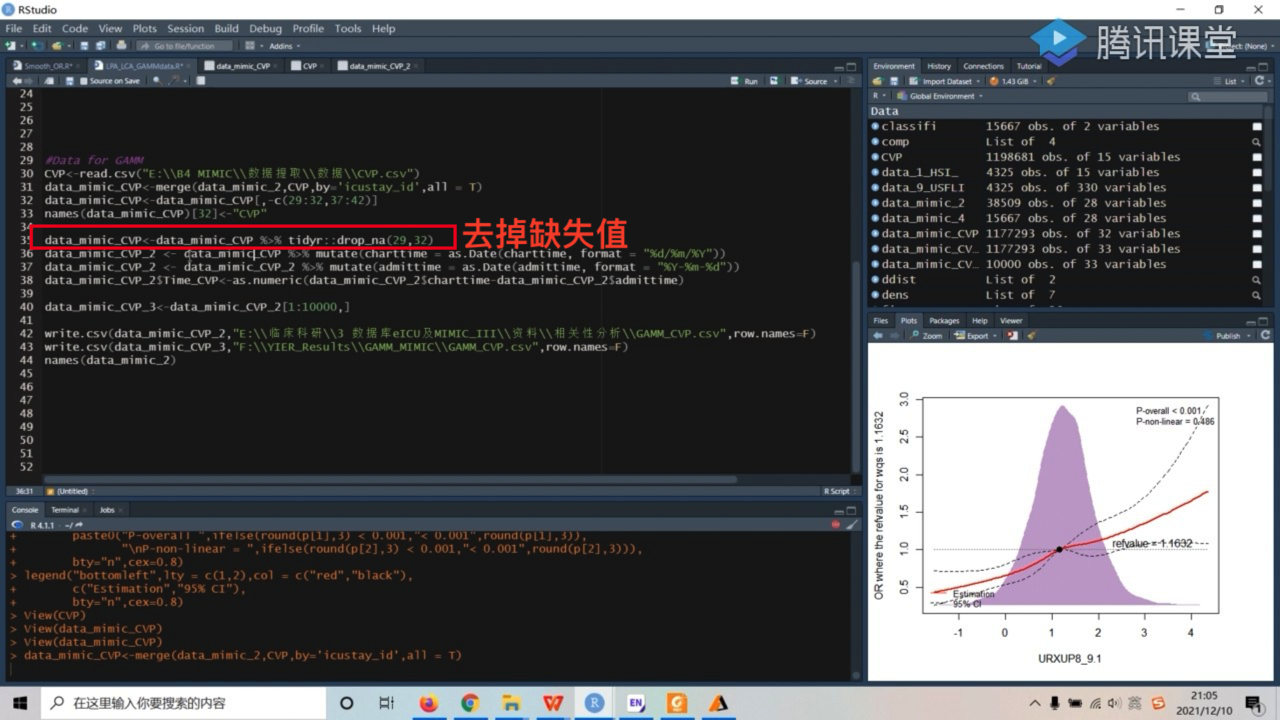 RStudio
File Edit Code View Plots Session Build Debug Profile Tools Help
Go to file/function Addins
腾讯课堂
Smooth_OR.R* LPA_LCA_GAMMdata.R* data_mimic_CVP CVP data_mimic_CVP_2
Source on Save Run Source
24
25
26
27
28
29 #Data for GAMM
30 CVP<-read.csv("E:\\B4 MIMIC\\数据提取\\数据\\CVP.csv")
31 data_mimic_CVP<-merge(data_mimic_2,CVP,by='icustay_id',all = T)
32 data_mimic_CVP<-data_mimic_CVP[,-c(29:32,37:42)]
33 names(data_mimic_CVP)[32]<-"CVP"
34
35 data_mimic_CVP<-data_mimic_CVP %>% tidyr::drop_na(29,32)
去掉缺失值
36 data_mimic_CVP_2 <- data_mimic_CVP %>% mutate(charttime = as.Date(charttime, format = "%d/%m/%Y"))
37 data_mimic_CVP_2 <- data_mimic_CVP_2 %>% mutate(admittime = as.Date(admittime, format = "%Y-%m-%d"))
38 data_mimic_CVP_2$Time_CVP<-as.numeric(data_mimic_CVP_2$charttime-data_mimic_CVP_2$admittime)
39
40 data_mimic_CVP_3<-data_mimic_CVP_2[1:10000,]
41
42 write.csv(data_mimic_CVP_2,"E:\\临床科研\\3 数据库eICU及MIMIC_III\\资料\\相关性分析\\GAMM_CVP.csv",row.names=F)
43 write.csv(data_mimic_CVP_3,"F:\\YIER_Results\\GAMM_MIMIC\\GAMM_CVP.csv",row.names=F)
44 names(data_mimic_2)
45
46
47
48
49
50
51
52
36:31 (Untitled) R Script
Console Terminal Jobs
R 4.1.1 · ~/
+ paste0("P-overall ",ifelse(round(p[1],3) < 0.001,"< 0.001",round(p[1],3)),
+ "\nP-non-linear = ",ifelse(round(p[2],3) < 0.001,"< 0.001",round(p[2],3))),
+ bty="n",cex=0.8)
> legend("bottomleft",lty = c(1,2),col = c("red","black"),
+ c("Estimation","95% CI"),
+ bty="n",cex=0.8)
> View(CVP)
> View(data_mimic_CVP)
> View(data_mimic_CVP)
> data_mimic_CVP<-merge(data_mimic_2,CVP,by='icustay_id',all = T)
Environment History Connections Tutorial
Import Dataset 1.43 GiB List
R Global Environment
Data
classifi 15667 obs. of 2 variables
comp List of 4
CVP 1198681 obs. of 15 variables
data_1_HSI_ 4325 obs. of 15 variables
data_9_USFLI 4325 obs. of 330 variables
data_mimic_2 38509 obs. of 28 variables
data_mimic_4 15667 obs. of 28 variables
data_mimic_CVP 1177293 obs. of 32 variables
data_mimic_CV… 1177293 obs. of 33 variables
data_mimic_CV… 10000 obs. of 33 variables
ddist List of 2
dens List of 7
Files Plots Packages Help Viewer
Zoom Export Publish
P-overall < 0.001
P-non-linear = 0.486
OR where the refvalue for wqs is 1.1632
3.0
2.5
2.0
1.5
1.0
0.5
refvalue = 1.1632
Estimation
95% CI
-1 0 1 2 3 4
URXUP8_9.1
在这里输入你要搜索的内容
EN
英
21:05
2021/12/10
1